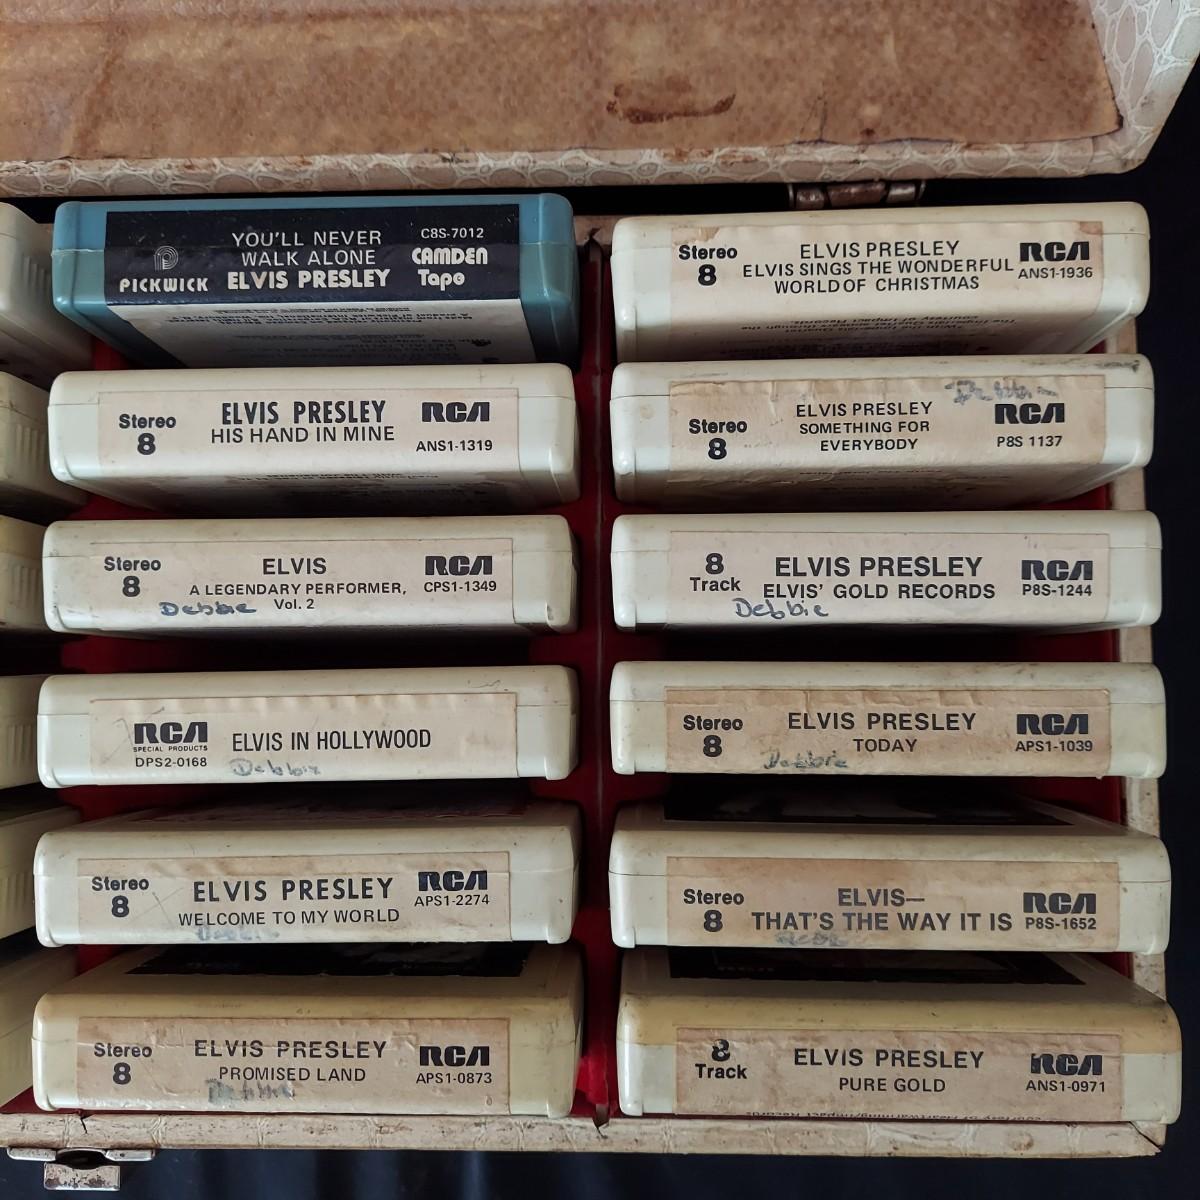 YOU'LL NEVER
WALK ALONE
ELVIS PRESLEY
PICKWICK
C8S-7012
CAMDEN
Tape
Stereo
8
ELVIS PRESLEY
ELVIS SINGS THE WONDERFUL
WORLD OF CHRISTMAS
RCA
ANS1-1936
Stereo
8
ELVIS PRESLEY
HIS HAND IN MINE
RCA
ANS1-1319
Stereo
8
ELVIS PRESLEY
SOMETHING FOR
EVERYBODY
RCA
P8S 1137
Stereo
8
ELVIS
A LEGENDARY PERFORMER,
Vol. 2
RCA
CPS1-1349
Debbie
8
Track
ELVIS PRESLEY
ELVIS' GOLD RECORDS
RCA
P8S-1244
Debbie
RCA
SPECIAL PRODUCTS
DPS2-0168
ELVIS IN HOLLYWOOD
Debbie
Stereo
8
ELVIS PRESLEY
TODAY
RCA
APS1-1039
Debbie
Stereo
8
ELVIS PRESLEY
WELCOME TO MY WORLD
RCA
APS1-2274
Debbie
Stereo
8
ELVIS—
THAT'S THE WAY IT IS
RCA
P8S-1652
Stereo
8
ELVIS PRESLEY
PROMISED LAND
RCA
APS1-0873
Debbie
8
Track
ELVIS PRESLEY
PURE GOLD
RCA
ANS1-0971